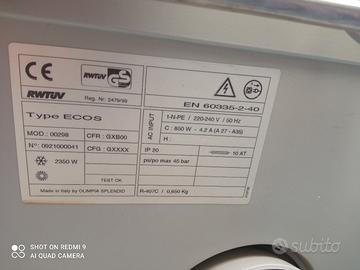 CE
RWTÜV
RWTÜV
GS
Reg. Nr. 2479/99
EN 60335-2-40
Type ECOS
MOD.: 00298
CFR : GXB00
N°: 0921000041
CFG : GXXXX
2350 W
TEST OK
Made in Italy by OLIMPIA SPLENDID
AC INPUT
1-N-PE / 220-240 V / 50 Hz
C : 850 W - 4.2 A (A 27 - A35)
H :
IP 20
10 AT
ps/po max 45 bar
R-407C / 0,650 Kg
SHOT ON REDMI 9
AI QUAD CAMERA
subito